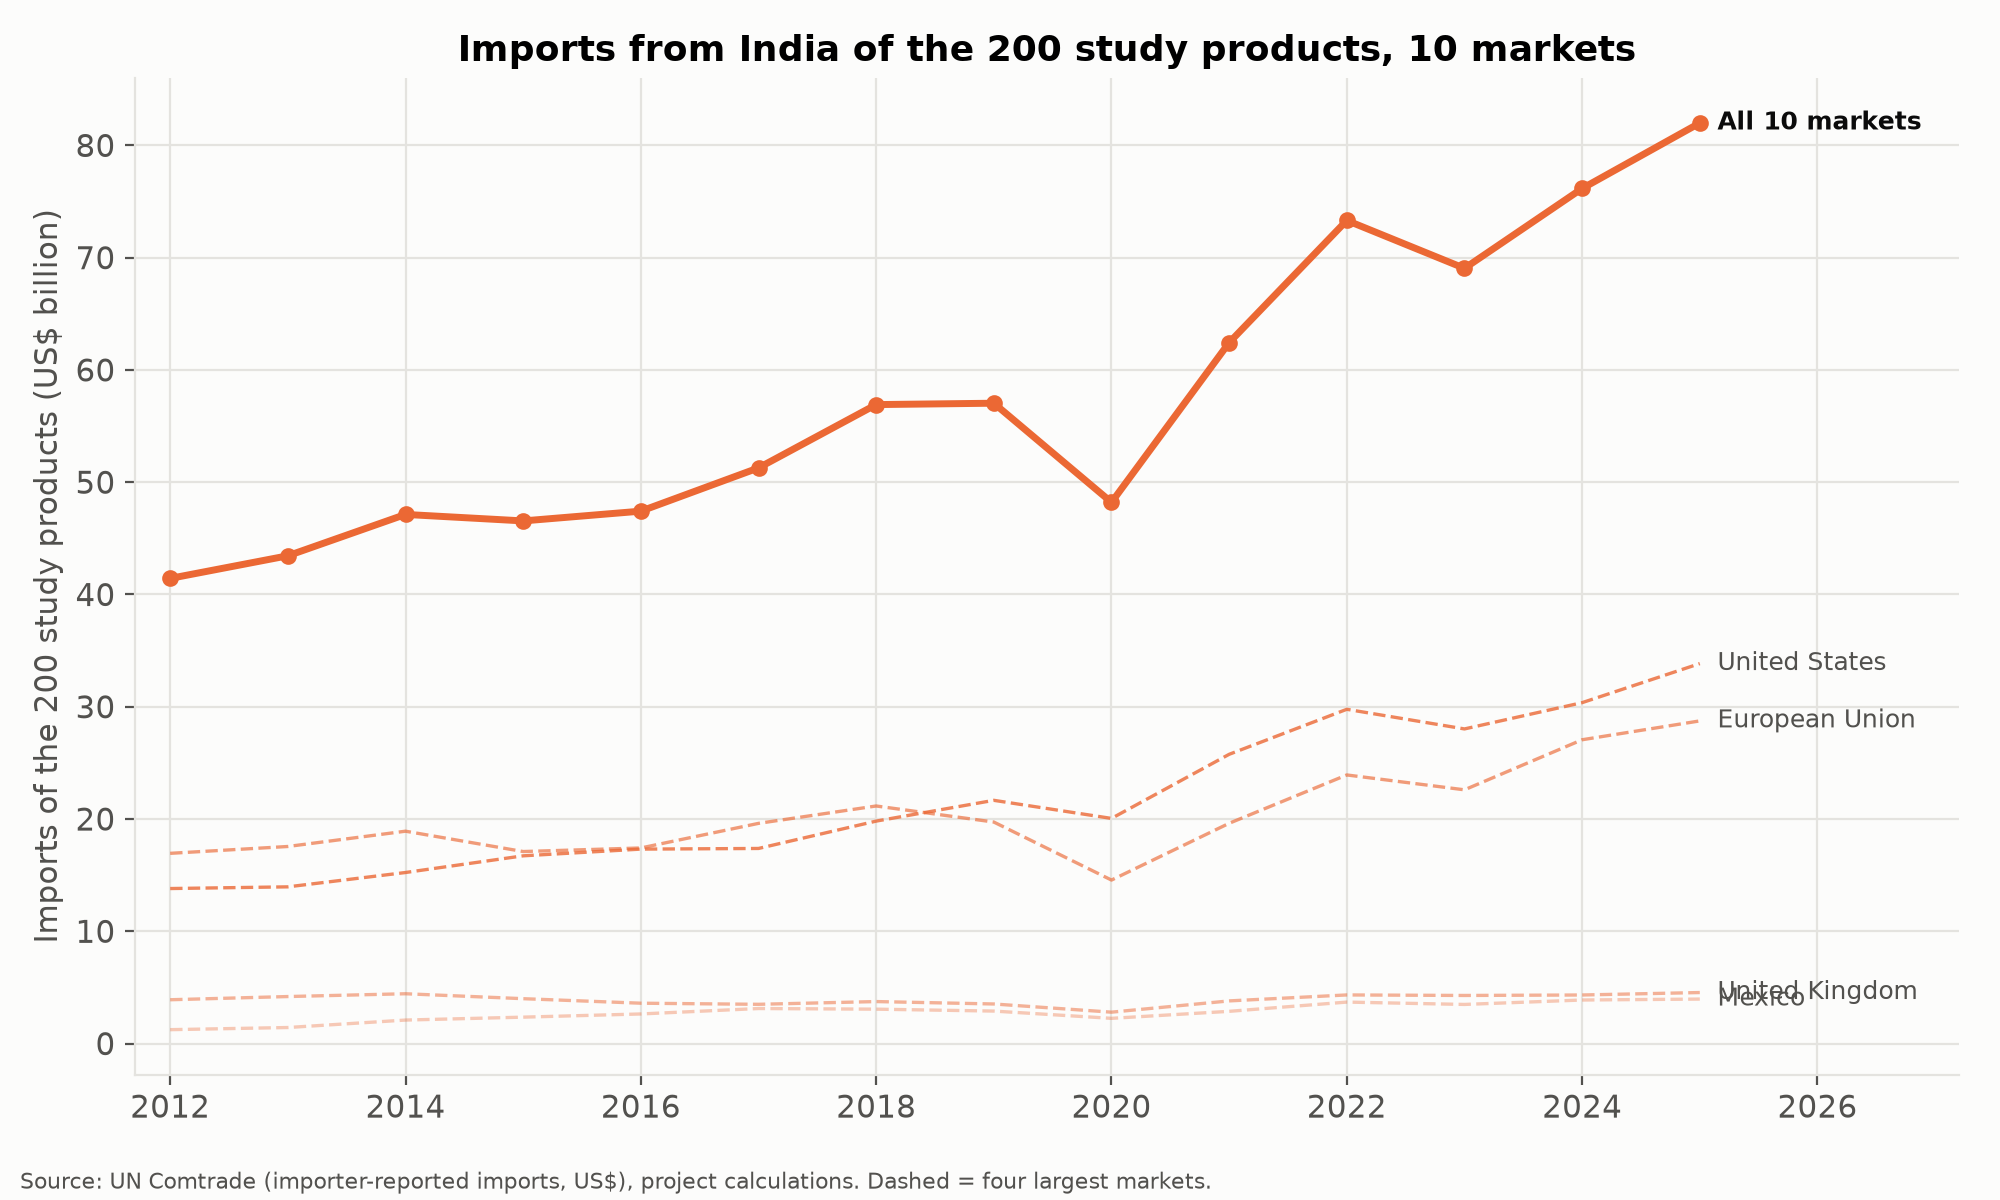 Imports from India of the 200 study products, 10 markets
Imports of the 200 study products (US$ billion)
80
70
60
50
40
30
20
10
0
All 10 markets
United States
European Union
United Kingdom
Mexico
2012
2014
2016
2018
2020
2022
2024
2026
Source: UN Comtrade (importer-reported imports, US$), project calculations. Dashed = four largest markets.